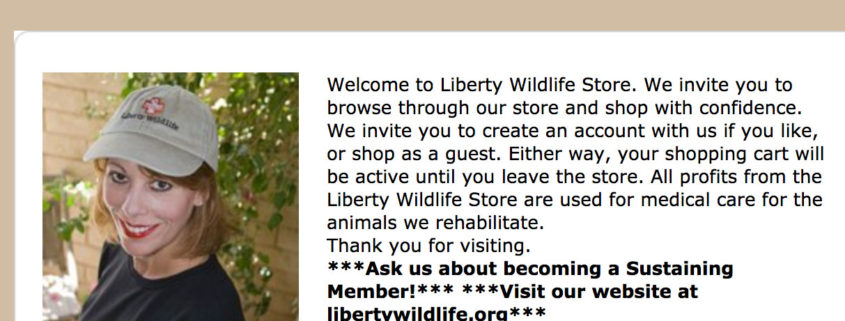 Liberty Wildlife
Welcome to Liberty Wildlife Store. We invite you to
browse through our store and shop with confidence.
We invite you to create an account with us if you like,
or shop as a guest. Either way, your shopping cart will
be active until you leave the store. All profits from the
Liberty Wildlife Store are used for medical care for the
animals we rehabilitate.
Thank you for visiting.
***Ask us about becoming a Sustaining
Member!*** ***Visit our website at
libertywildlife.org***